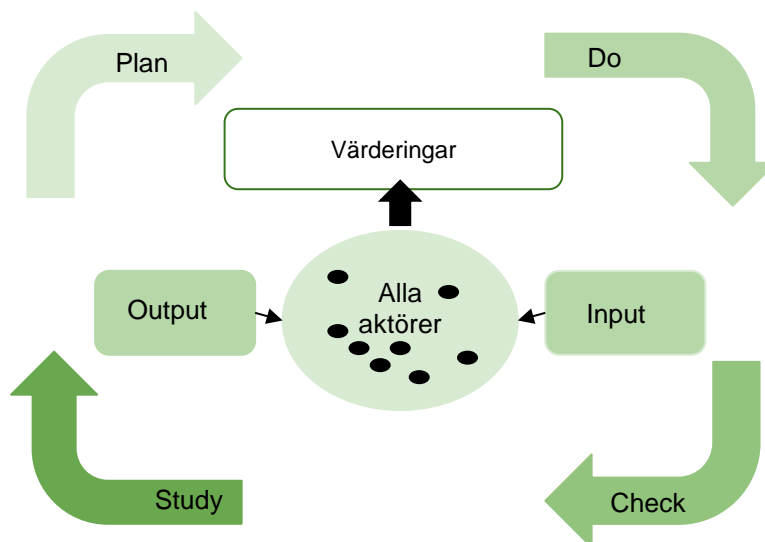 Plan
Do
Värderingar
Output
Alla
aktörer
Input
Study
Check